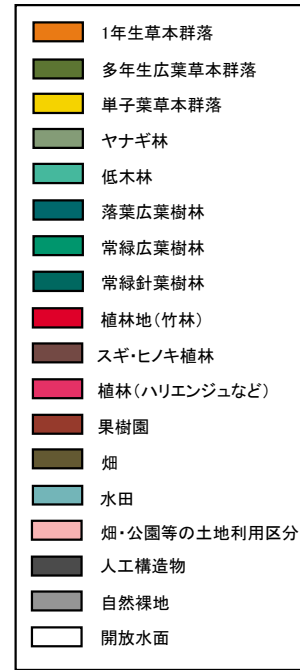 1年生草本群落
多年生広葉草本群落
単子葉草本群落
ヤナギ林
低木林
落葉広葉樹林
常緑広葉樹林
常緑針葉樹林
植林地(竹林)
スギ・ヒノキ植林
植林(ハリエンジュなど)
果樹園
畑
水田
畑・公園等の土地利用区分
人工構造物
自然裸地
開放水面